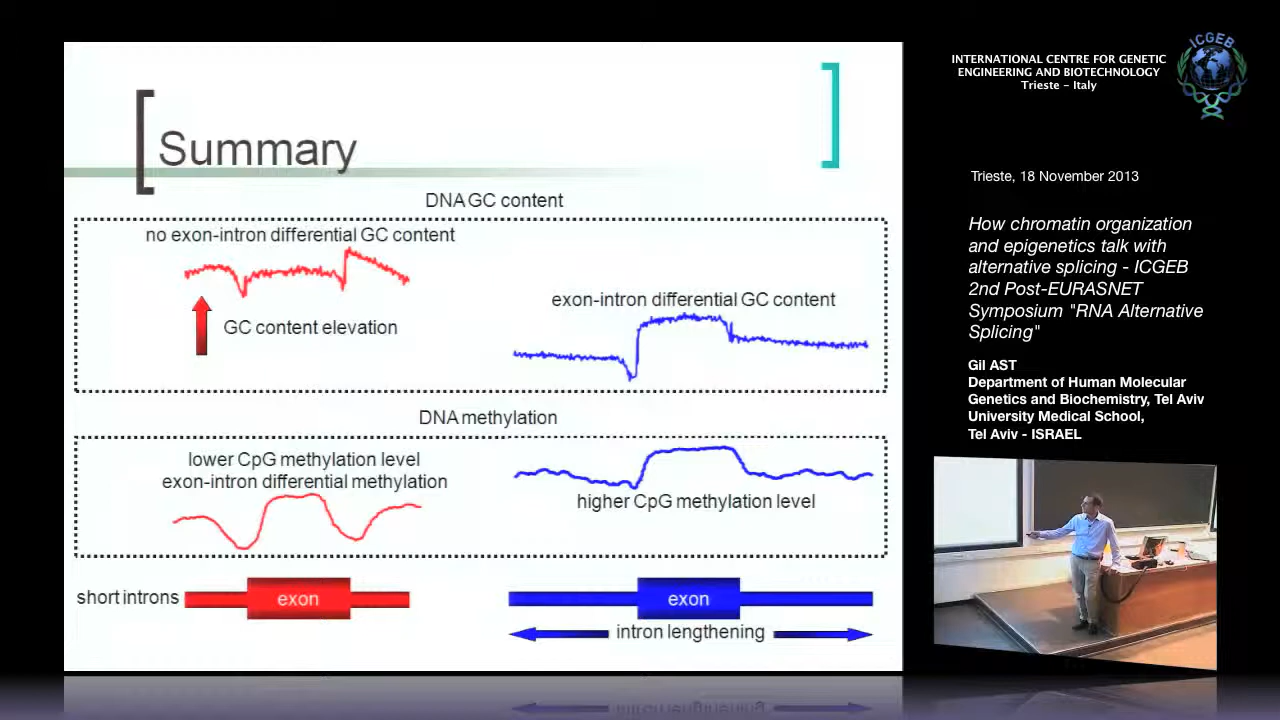 Summary
DNA GC content
no exon-intron differential GC content
GC content elevation
exon-intron differential GC content
DNA methylation
lower CpG methylation level
exon-intron differential methylation
higher CpG methylation level
short introns
exon
exon
intron lengthening
INTERNATIONAL CENTRE FOR GENETIC
ENGINEERING AND BIOTECHNOLOGY
Trieste - Italy
ICGEB
Trieste, 18 November 2013
How chromatin organization
and epigenetics talk with
alternative splicing - ICGEB
2nd Post-EURASNET
Symposium "RNA Alternative
Splicing"
Gil AST
Department of Human Molecular
Genetics and Biochemistry, Tel Aviv
University Medical School,
Tel Aviv - ISRAEL